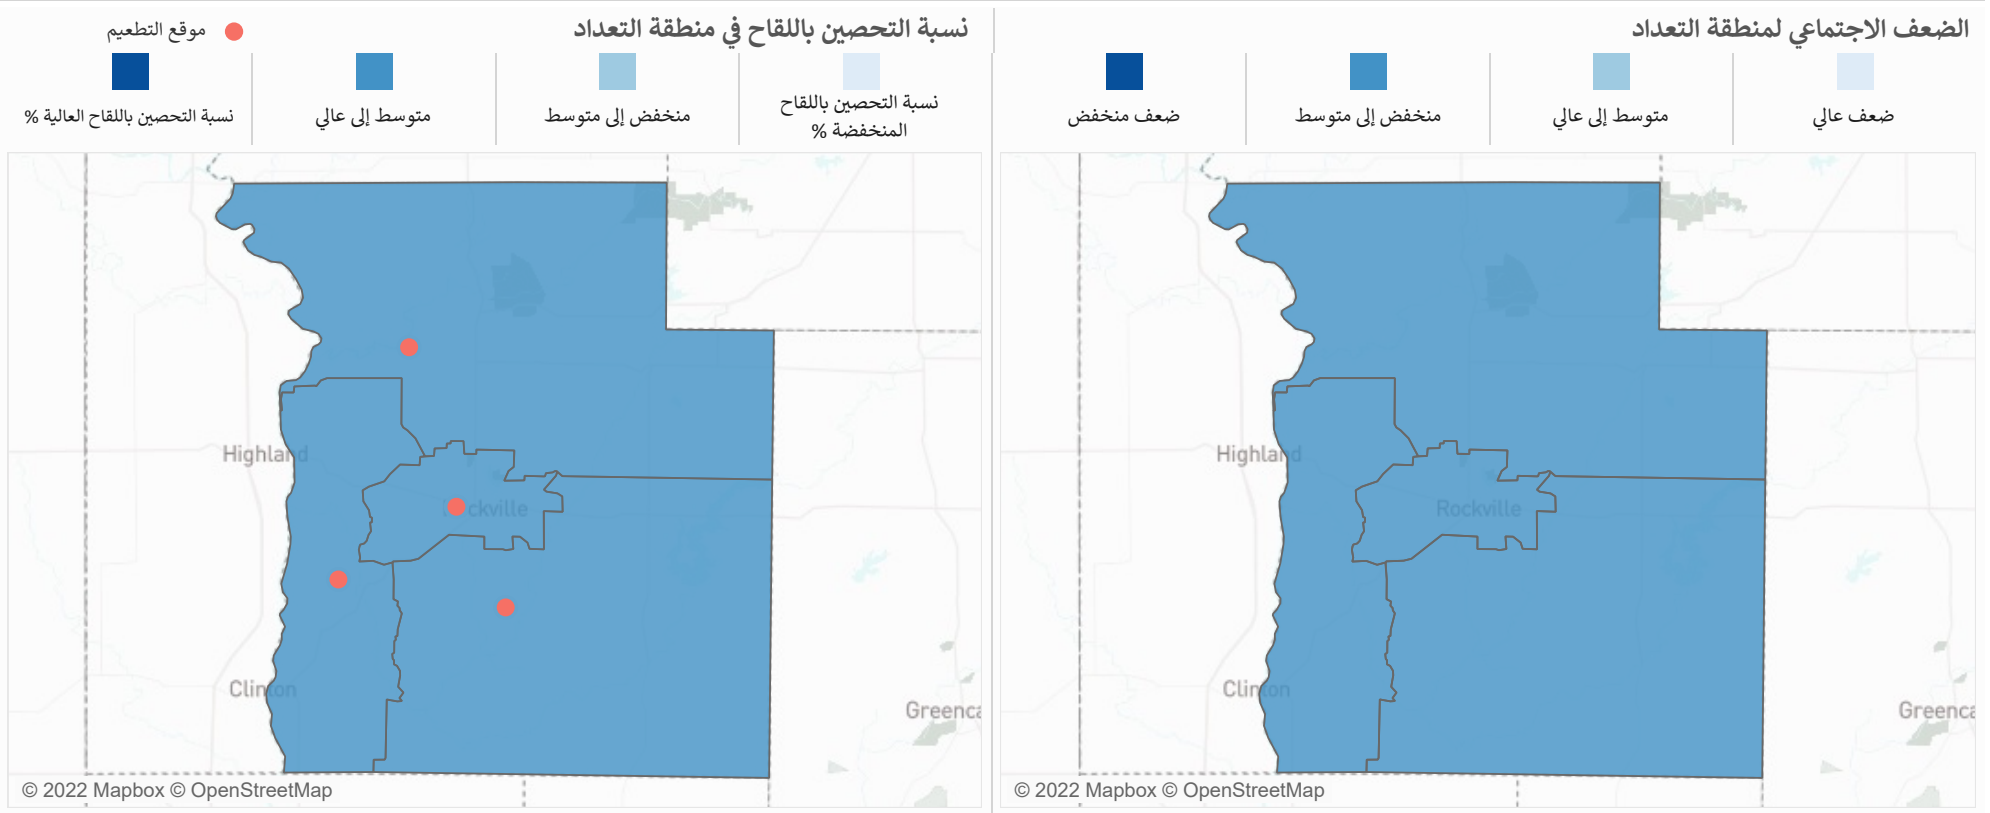 الضعف الاجتماعي لمنطقة التعداد
ضعف عالي
متوسط إلى عالي
منخفض إلى متوسط
ضعف منخفض
Highland
Rockville
Clinton
Greenca
© 2022 Mapbox © OpenStreetMap
نسبة التحصين باللقاح في منطقة التعداد
موقع التطعيم
نسبة التحصين باللقاح
المنخفضة %
منخفض إلى متوسط
متوسط إلى عالي
نسبة التحصين باللقاح العالية %
Highland
ckville
Clinton
Greenca
© 2022 Mapbox © OpenStreetMap